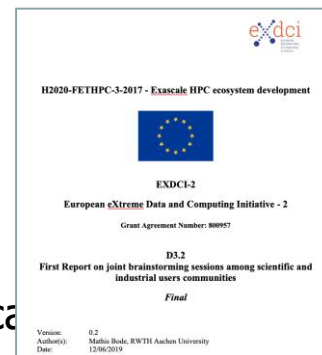 exdci
H2020-FETHPC-3-2017 - Exascale HPC ecosystem development
EXDCI-2
European eXtreme Data and Computing Initiative - 2
Grant Agreement Number: 800957
D3.2
First Report on joint brainstorming sessions among scientific and
industrial users communities
Final
ca
Version: 0.2
Author(s): Mathis Bode, RWTH Aachen University
Date: 12/06/2019